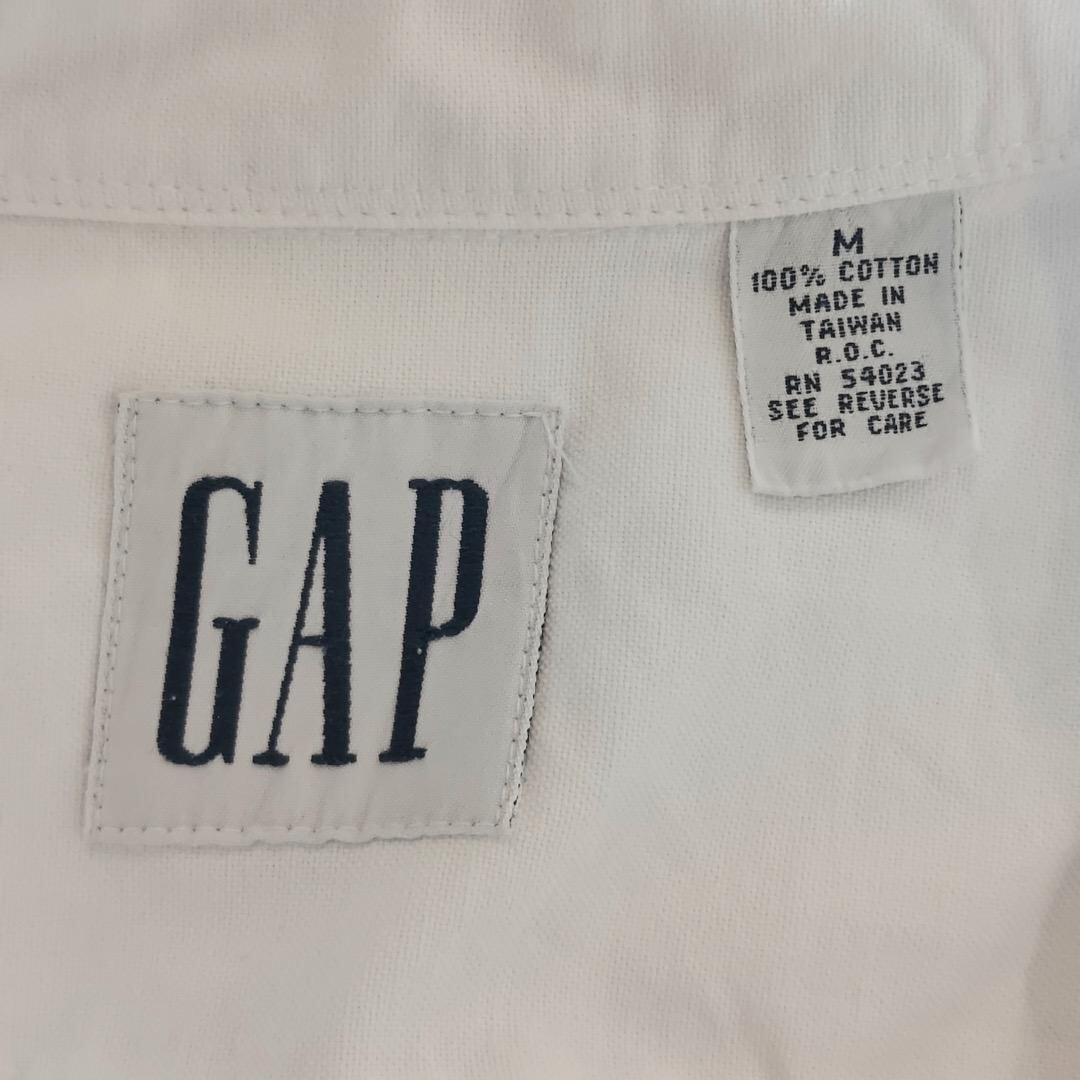 GAP
M
100% COTTON
MADE IN
TAIWAN
R.O.C.
RN 54023
SEE REVERSE
FOR CARE